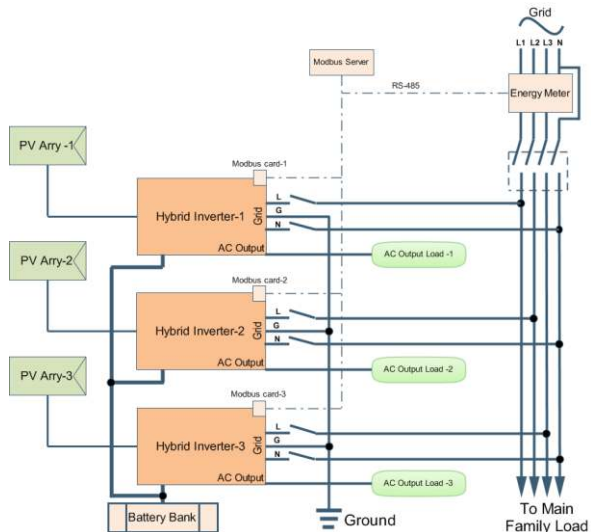 Grid
L1 L2 L3 N
Modbus Server
RS-485
Energy Meter
PV Arry -1
Modbus card-1
Hybrid Inverter-1
Grid
L
G
N
AC Output
AC Output Load -1
PV Arry-2
Modbus card-2
Hybrid Inverter-2
Grid
L
G
N
AC Output
AC Output Load -2
PV Arry-3
Modbus card-3
Hybrid Inverter-3
Grid
L
G
N
AC Output
AC Output Load -3
Battery Bank
Ground
To Main
Family Load